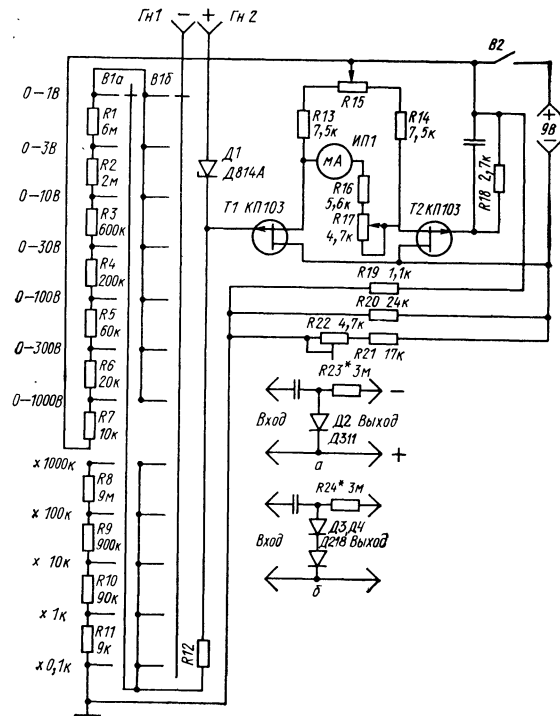 Гн1 − + Гн2
В1а В1б
В2
0−1В
R1
6м
0−3В
R2
2м
0−10В
R3
600к
0−30В
R4
200к
0−100В
R5
60к
0−300В
R6
20к
0−1000В
R7
10к
×1000к
R8
9м
×100к
R9
900к
×10к
R10
90к
×1к
R11
9к
×0,1к
R12
Д1
Д814А
R15
R13
7,5к
R14
7,5к
ИП1
мА
R16
5,6к
R17
4,7к
Т1 КП103
Т2 КП103
R18 2,7к
+
9В
−
R19 1,1к
R20 24к
R22 4,7к
R21 17к
R23* 3м
−
Вход
Д2 Выход
Д311
+
а
R24* 3м
Вход
Д3,Д4
Д218 Выход
б